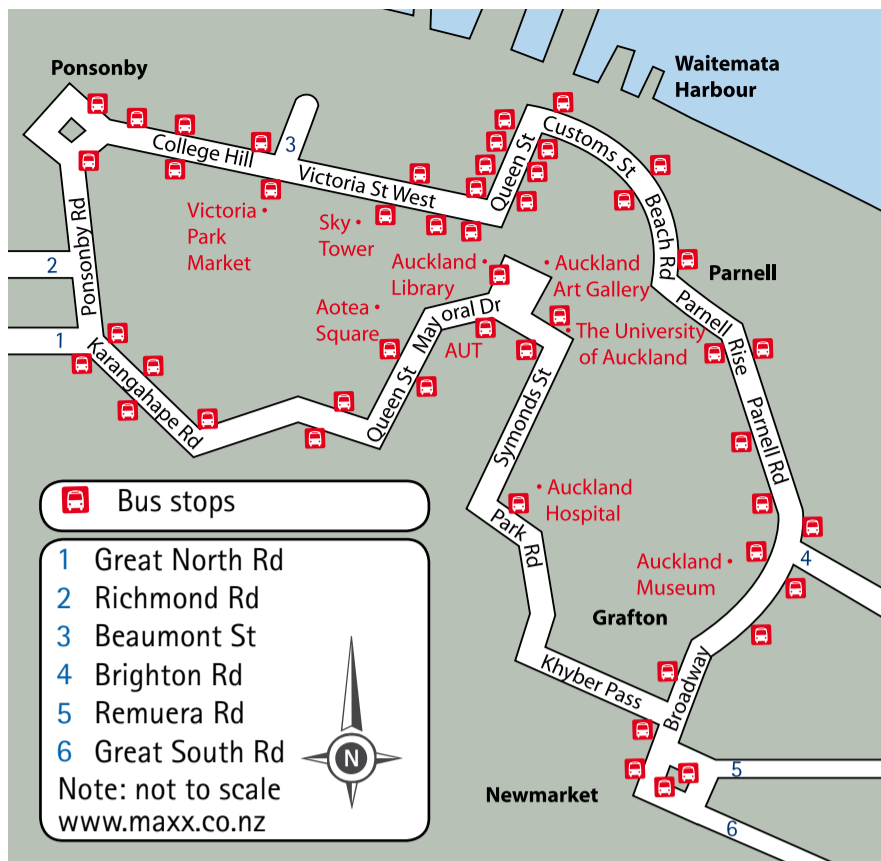 Ponsonby
Waitemata
Harbour
College Hill
3
Victoria St West
Queen St
Customs St
Beach Rd
Ponsonby Rd
2
1
Victoria
Park
Market
Sky
Tower
Auckland
Library
Auckland
Art Gallery
Parnell
Aotea
Square
Mayoral Dr
AUT
The University
of Auckland
Parnell
Rise
Karangahape Rd
Queen St
Symonds St
Parnell Rd
Auckland
Hospital
Park Rd
Auckland
Museum
4
Grafton
Khyber Pass
Broadway
Newmarket
5
6
Bus stops
1 Great North Rd
2 Richmond Rd
3 Beaumont St
4 Brighton Rd
5 Remuera Rd
6 Great South Rd
Note: not to scale
www.maxx.co.nz
N